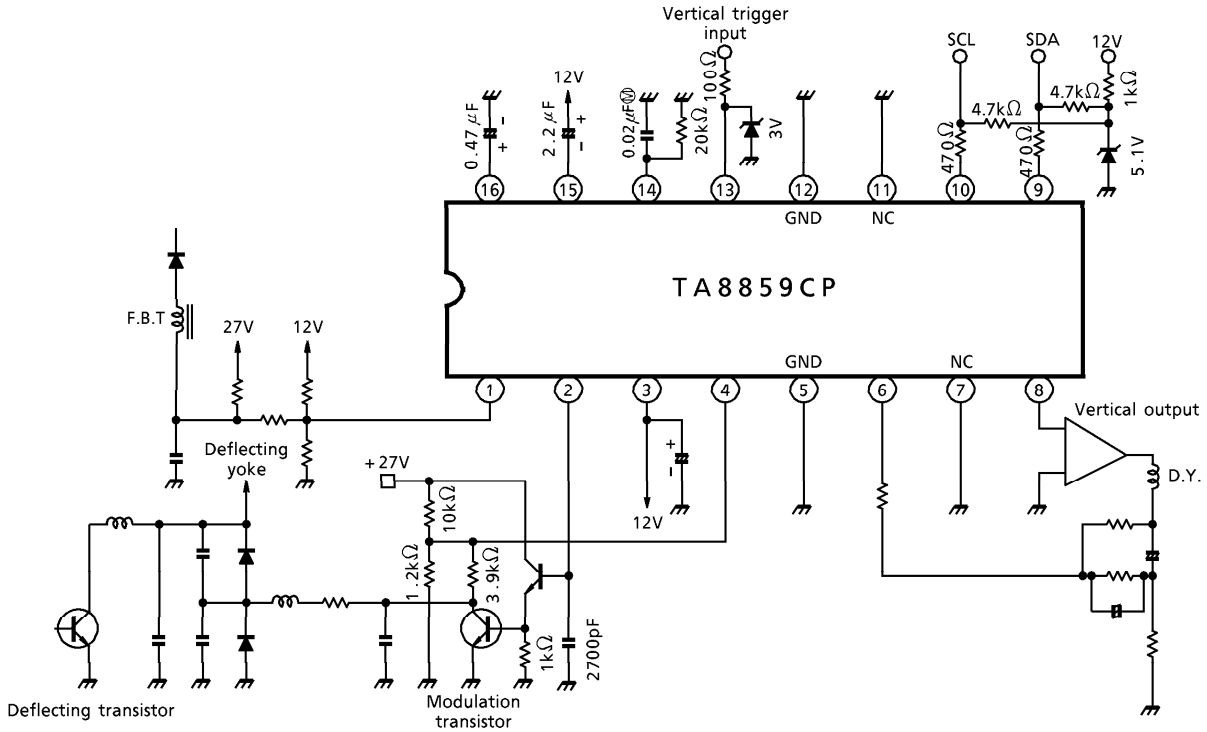 Vertical trigger
input
SCL
SDA
12V
100Ω
1kΩ
4.7kΩ
4.7kΩ
12V
0.47μF
+ -
2.2μF
- +
0.02μFⓂ
20kΩ
3V
470Ω
470Ω
5.1V
16
15
14
13
12
11
10
9
GND
NC
TA8859CP
F.B.T
27V
12V
GND
NC
1
2
3
4
5
6
7
8
Vertical output
Deflecting
yoke
+27V
+
-
D.Y.
10kΩ
12V
1.2kΩ
3.9kΩ
1kΩ
2700pF
Deflecting transistor
Modulation
transistor